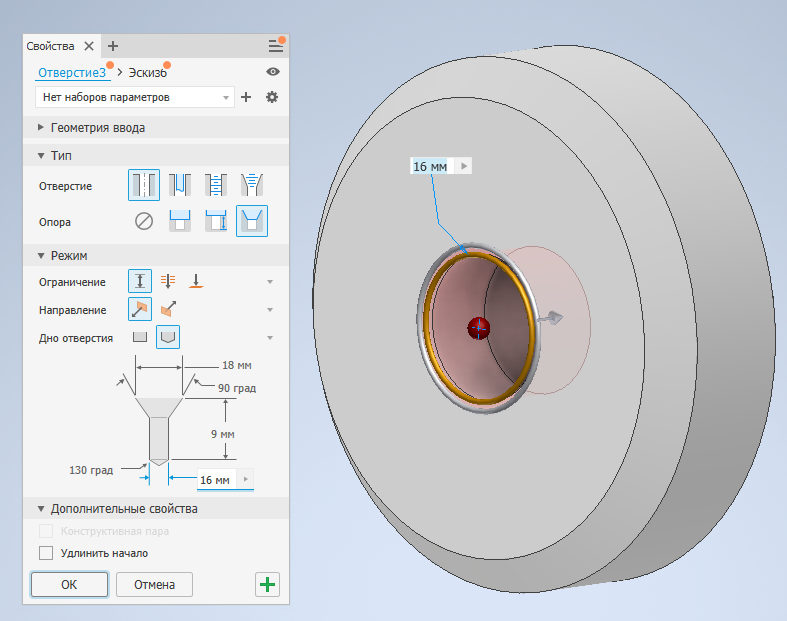 Свойства
Отверстие3 > Эскиз6
Нет наборов параметров
Геометрия ввода
Тип
Отверстие
Опора
Режим
Ограничение
Направление
Дно отверстия
18 мм
90 град
9 мм
130 град
16 мм
Дополнительные свойства
Конструктивная пара
Удлинить начало
ОК
Отмена
16 мм